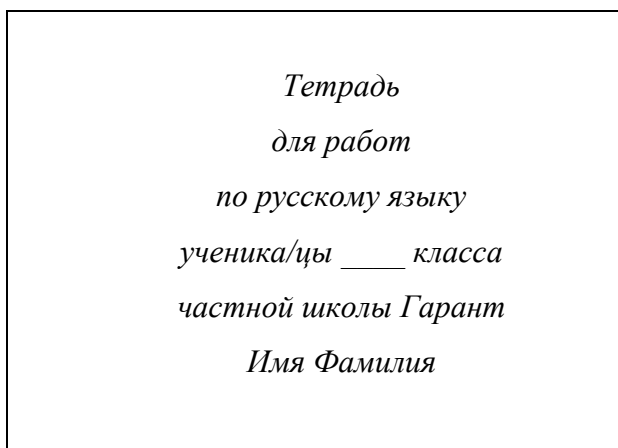 Тетрадь
для работ
по русскому языку
ученика/цы ____ класса
частной школы Гарант
Имя Фамилия